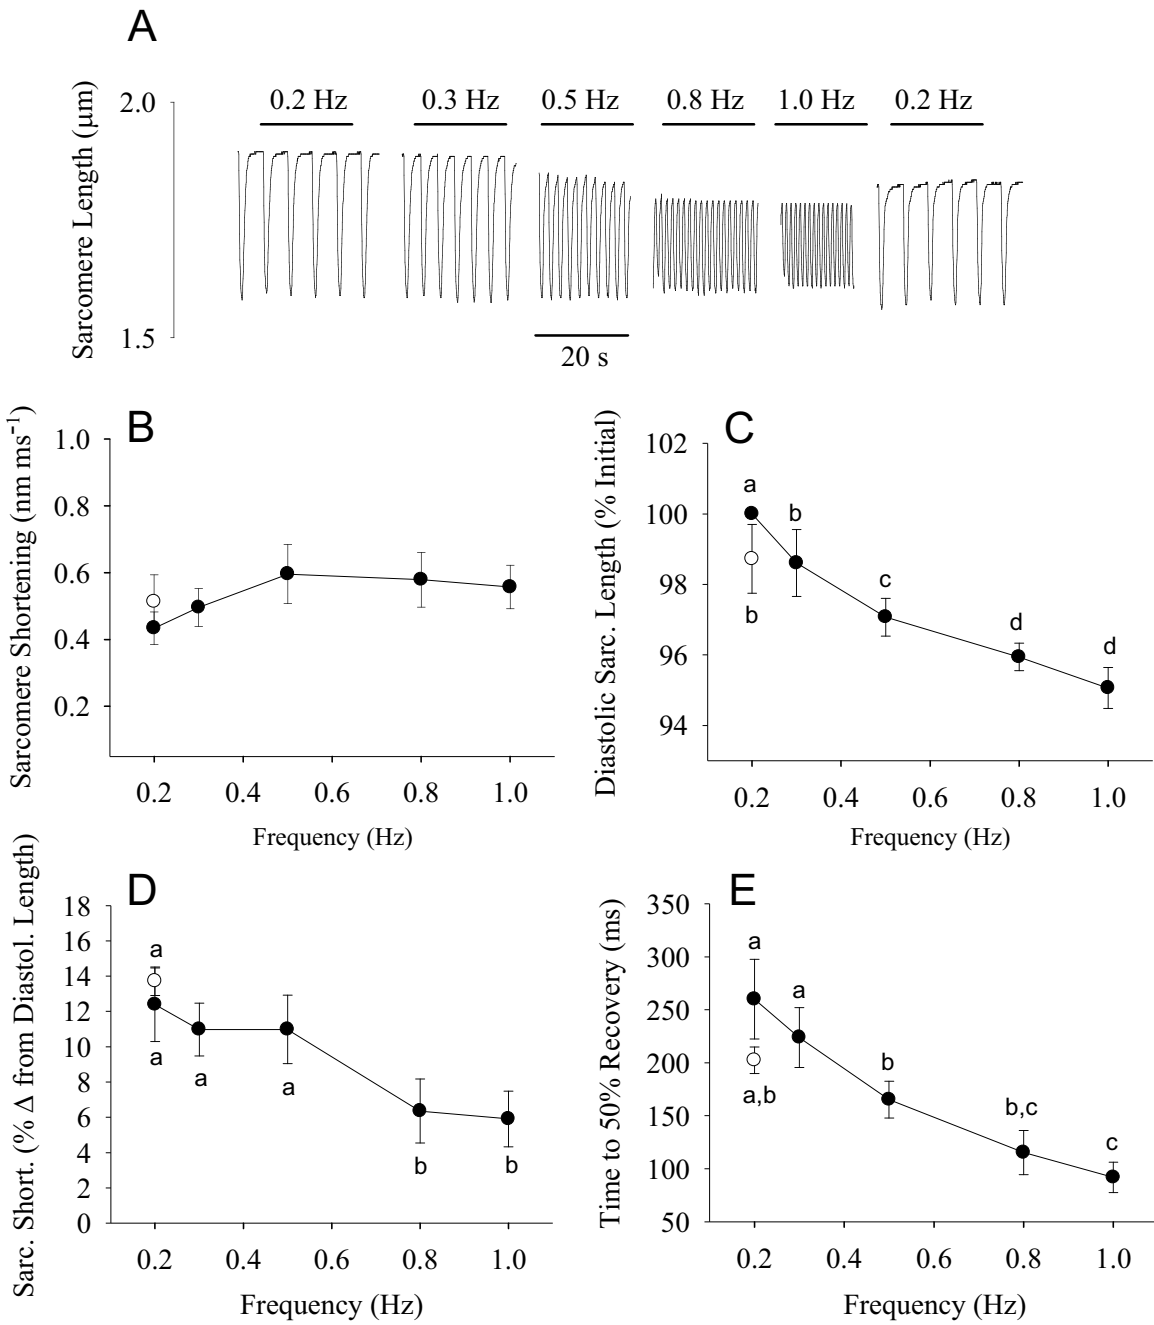 A
Sarcomere Length (μm)
2.0
1.5
0.2 Hz 0.3 Hz 0.5 Hz 0.8 Hz 1.0 Hz 0.2 Hz
20 s
B
Sarcomere Shortening (nm ms⁻¹)
1.0
0.8
0.6
0.4
0.2
0.2 0.4 0.6 0.8 1.0
Frequency (Hz)
C
Diastolic Sarc. Length (% Initial)
102
100
98
96
94
a
b
c
d
d
b
0.2 0.4 0.6 0.8 1.0
Frequency (Hz)
D
Sarc. Short. (% Δ from Diastol. Length)
18
16
14
12
10
8
6
4
2
0
a
a
a
a
b
b
0.2 0.4 0.6 0.8 1.0
Frequency (Hz)
E
Time to 50% Recovery (ms)
350
300
250
200
150
100
50
a
a
b
a,b
b,c
c
0.2 0.4 0.6 0.8 1.0
Frequency (Hz)